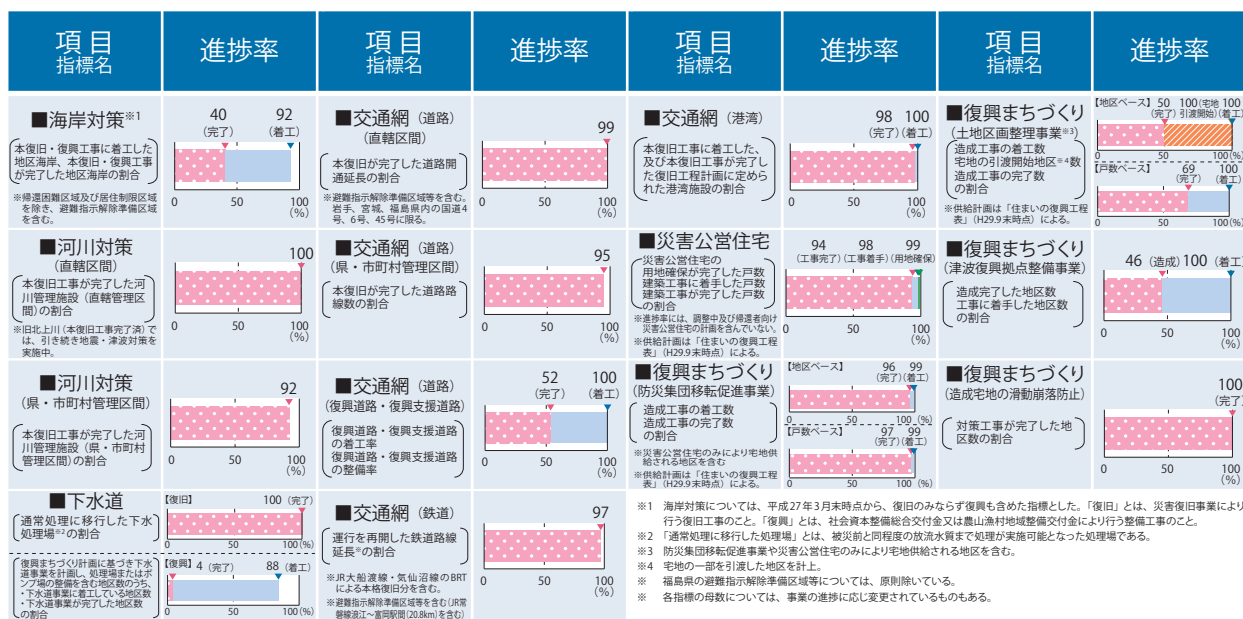 項目
指標名
進捗率
項目
指標名
進捗率
項目
指標名
進捗率
項目
指標名
進捗率
■海岸対策※1
本復旧・復興工事に着工した
地区海岸、本復旧・復興工事
が完了した地区海岸の割合
※帰還困難区域及び居住制限区域
を除き、避難指示解除準備区域
を含む。
40
(完了)
92
(着工)
0 50 100
(%)
■交通網（道路）
（直轄区間）
本復旧が完了した道路開
通延長の割合
※避難指示解除準備区域等を含む。
岩手、宮城、福島県内の国道4
号、6号、45号に限る。
99
0 50 100
(%)
■交通網（港湾）
本復旧工事に着工した、
及び本復旧工事が完了し
た復旧工程計画に定めら
れた港湾施設の割合
98 100
(完了)(着工)
0 50 100
(%)
■復興まちづくり
（土地区画整理事業※3）
造成工事の着工数
宅地の引渡開始地区※4数
造成工事の完了数
の割合
※供給計画は「住まいの復興工程
表」（H29.9末時点）による。
【地区ベース】 50 100(宅地 100
(完了) 引渡開始)(着工)
0 50 100(%)
【戸数ベース】 69 100
(完了) (着工)
0 50 100(%)
■河川対策
（直轄区間）
本復旧工事が完了した河
川管理施設（直轄管理区
間）の割合
※旧北上川（本復旧工事完了済）で
は、引き続き地震・津波対策を
実施中。
100
0 50 100
(%)
■交通網（道路）
（県・市町村管理区間）
本復旧が完了した道路路
線数の割合
95
0 50 100
(%)
■災害公営住宅
災害公営住宅の
用地確保が完了した戸数
建築工事に着手した戸数
建築工事が完了した戸数
の割合
※進捗率には、調整中及び帰還者向け
災害公営住宅の計画を含んでいない。
※供給計画は「住まいの復興工程
表」（H29.9末時点）による。
94 98 99
(工事完了)(工事着手)(用地確保)
0 50 100
(%)
■復興まちづくり
（津波復興拠点整備事業）
造成完了した地区数
工事に着手した地区数
の割合
46（造成）100（着工）
0 50 100
(%)
■河川対策
（県・市町村管理区間）
本復旧工事が完了した河
川管理施設（県・市町村
管理区間）の割合
92
0 50 100
(%)
■交通網（道路）
（復興道路・復興支援道路）
復興道路・復興支援道路
の着工率
復興道路・復興支援道路
の整備率
52
(完了)
100
(着工)
0 50 100
(%)
■復興まちづくり
（防災集団移転促進事業）
造成工事の着工数
造成工事の完了数
の割合
※災害公営住宅のみにより宅地供
給される地区を含む
※供給計画は「住まいの復興工程
表」（H29.9末時点）による。
【地区ベース】 96 99
(完了)(着工)
0 50 100 (%)
【戸数ベース】 97 99
(完了)(着工)
0 50 100 (%)
■復興まちづくり
（造成宅地の滑動崩落防止）
対策工事が完了した地
区数の割合
100
(完了)
0 50 100
(%)
■下水道
通常処理に移行した下水
処理場※2の割合
【復旧】 100（完了）
0 50 100(%)
復興まちづくり計画に基づき下水
道事業を計画し、処理場またはポ
ンプ場の整備を含む地区数のうち、
・下水道事業に着工している地区数
・下水道事業が完了した地区数
の割合
【復興】4（完了） 88（着工）
0 50 100(%)
■交通網（鉄道）
運行を再開した鉄道路線
延長※の割合
※JR大船渡線・気仙沼線のBRT
による本格復旧分を含む。
※避難指示解除準備区域等を含む（JR常
磐線浪江～富岡駅間（20.8km）を含む）
97
0 50 100
(%)
※1 海岸対策については、平成27年3月末時点から、復旧のみならず復興も含めた指標とした。「復旧」とは、災害復旧事業により
行う復旧工事のこと。「復興」とは、社会資本整備総合交付金又は農山漁村地域整備交付金により行う整備工事のこと。
※2 「通常処理に移行した処理場」とは、被災前と同程度の放流水質まで処理が実施可能となった処理場である。
※3 防災集団移転促進事業や災害公営住宅のみにより宅地供給される地区を含む。
※4 宅地の一部を引渡した地区を計上。
※ 福島県の避難指示解除準備区域等については、原則除いている。
※ 各指標の母数については、事業の進捗に応じ変更されているものもある。